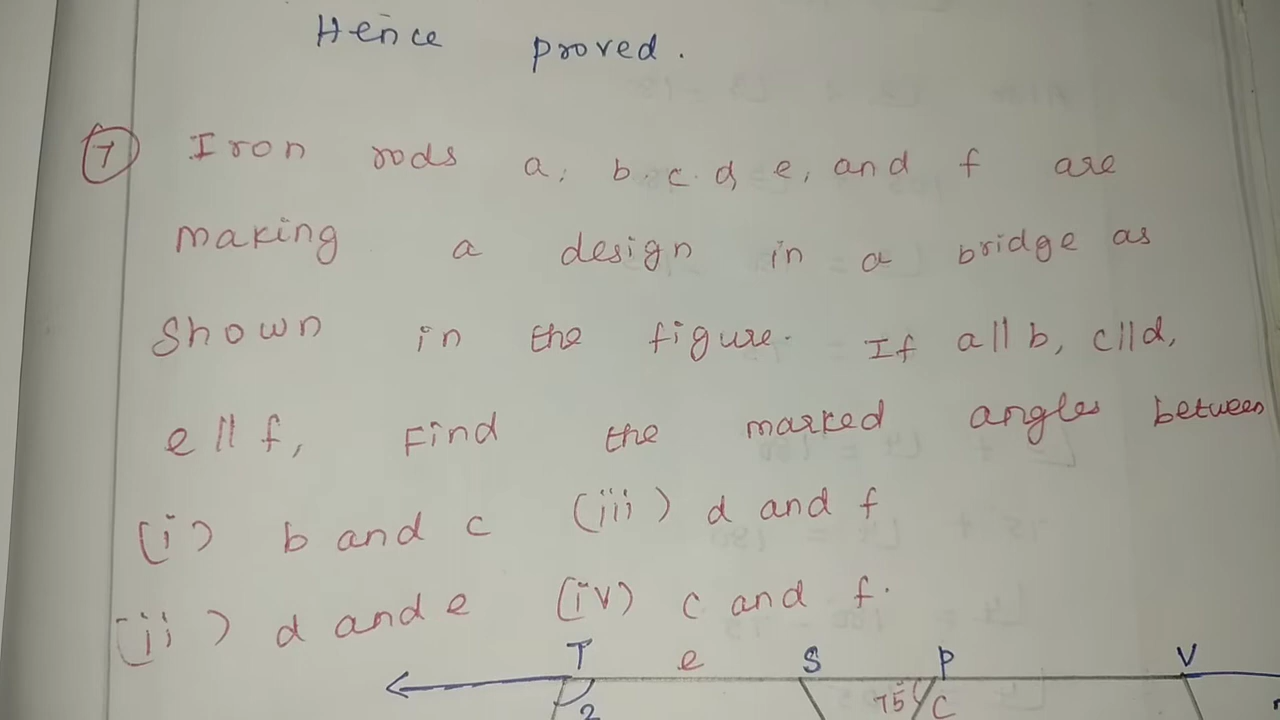 Hence proved.
7 Iron rods a, b, c, d, e, and f are
making a design in a bridge as
Shown in the figure. If a||b, c||d,
e||f, Find the marked angles between
(i) b and c (iii) d and f
(ii) d and e (iv) c and f.
T e S P V
2 75 c